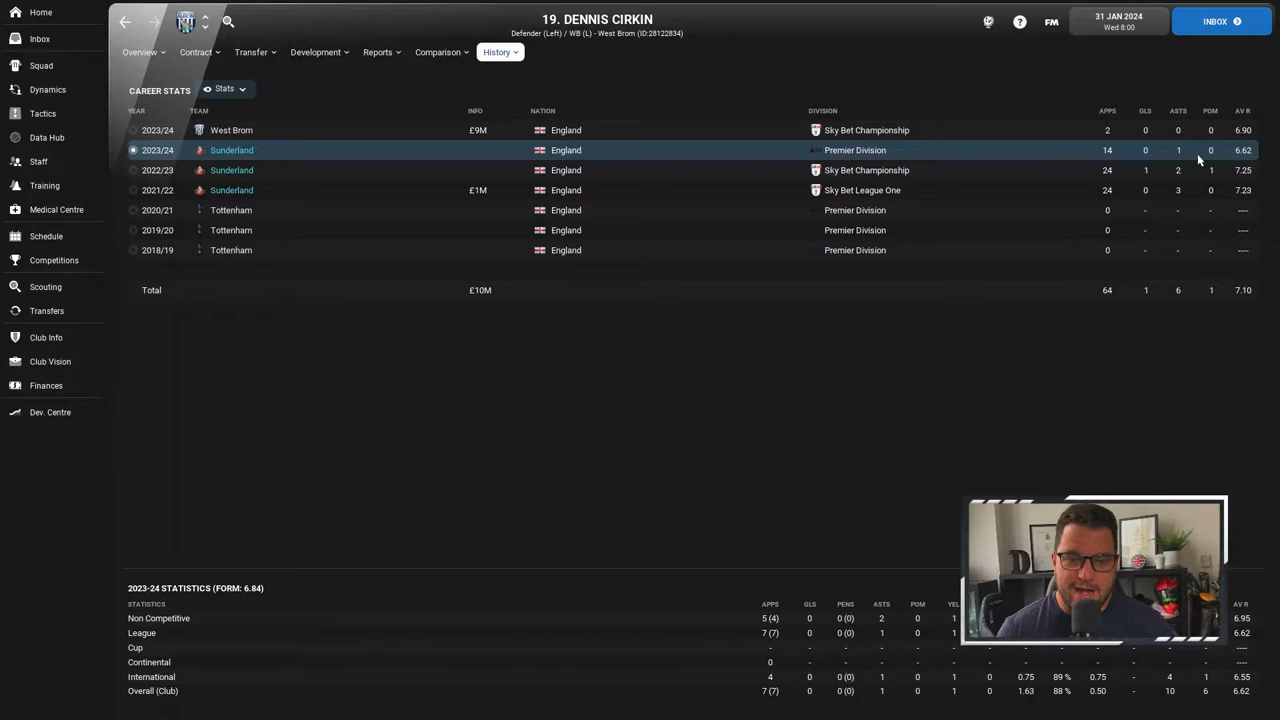 Home
Inbox
Squad
Dynamics
Tactics
Data Hub
Staff
Training
Medical Centre
Schedule
Competitions
Scouting
Transfers
Club Info
Club Vision
Finances
Dev. Centre
19. DENNIS CIRKIN
Defender (Left) / WB (L) - West Brom (ID:28122834)
FM
31 JAN 2024
Wed 8:00
INBOX
Overview Contract Transfer Development Reports Comparison History
CAREER STATS Stats
YEAR TEAM INFO NATION DIVISION APPS GLS ASTS POM AV R
2023/24 West Brom £9M England Sky Bet Championship 2 0 0 0 6.90
2023/24 Sunderland England Premier Division 14 0 1 0 6.62
2022/23 Sunderland England Sky Bet Championship 24 1 2 1 7.25
2021/22 Sunderland £1M England Sky Bet League One 24 0 3 0 7.23
2020/21 Tottenham England Premier Division 0 - - - ----
2019/20 Tottenham England Premier Division 0 - - - ----
2018/19 Tottenham England Premier Division 0 - - - ----
Total £10M 64 1 6 1 7.10
2023-24 STATISTICS (FORM: 6.84)
STATISTICS APPS GLS PENS ASTS POM YEL AV R
Non Competitive 5 (4) 0 0 (0) 2 0 1 6.95
League 7 (7) 0 0 (0) 1 0 1 6.62
Cup - - - - - - ----
Continental 0 - - - - - ----
International 4 0 0 (0) 1 0 1 0 0.75 89 % 0.75 - 4 1 6.55
Overall (Club) 7 (7) 0 0 (0) 1 0 1 0 1.63 88 % 0.50 - 10 6 6.62